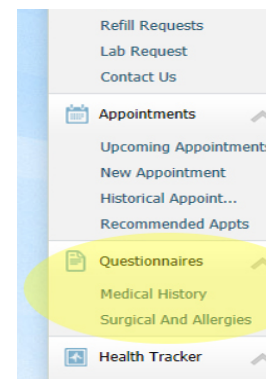 Refill Requests
Lab Request
Contact Us
Appointments
Upcoming Appointments
New Appointment
Historical Appoint...
Recommended Appts
Questionnaires
Medical History
Surgical And Allergies
Health Tracker